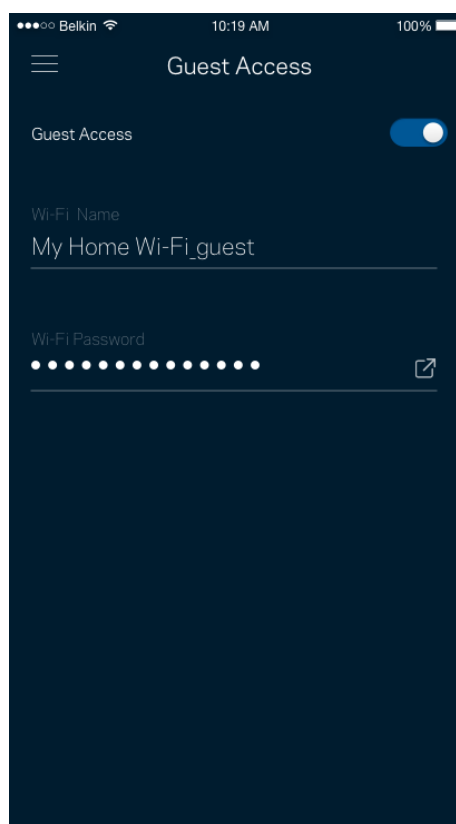 Belkin 10:19 AM 100%
Guest Access
Guest Access
Wi-Fi Name
My Home Wi-Fi_guest
Wi-Fi Password
●●●●●●●●●●●●●●